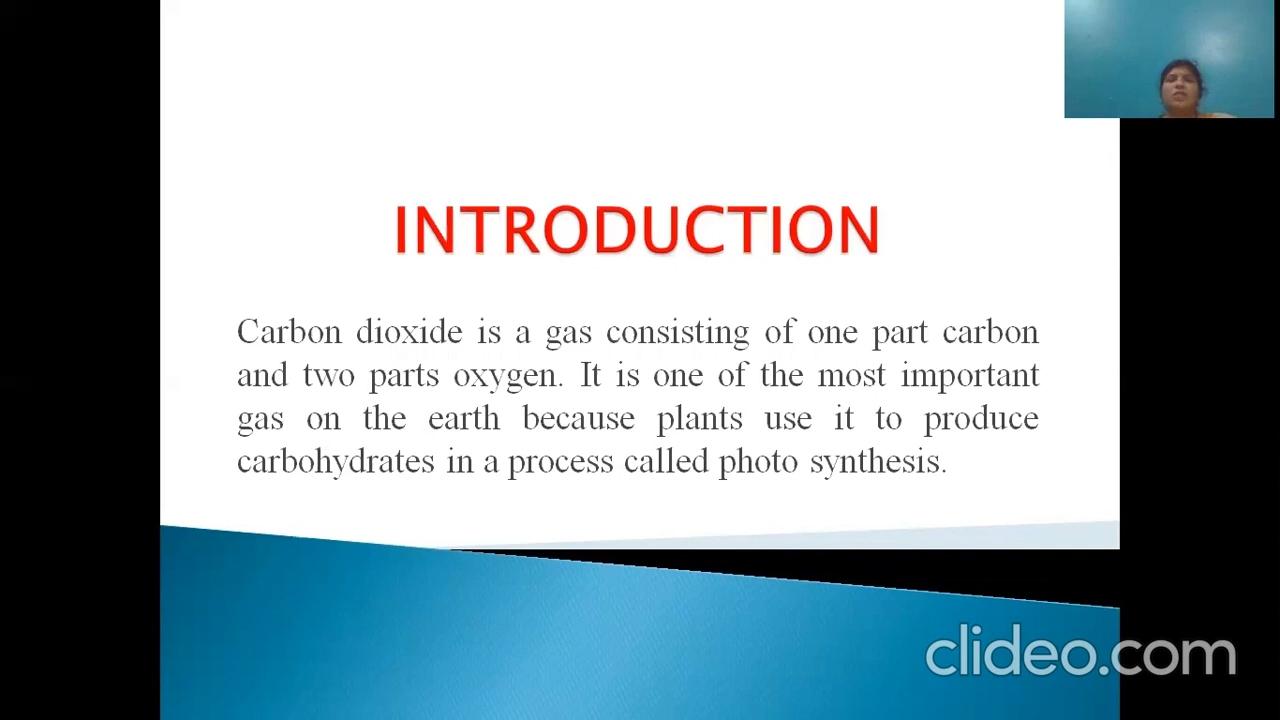 INTRODUCTION
Carbon dioxide is a gas consisting of one part carbon
and two parts oxygen. It is one of the most important
gas on the earth because plants use it to produce
carbohydrates in a process called photo synthesis.
clideo.com